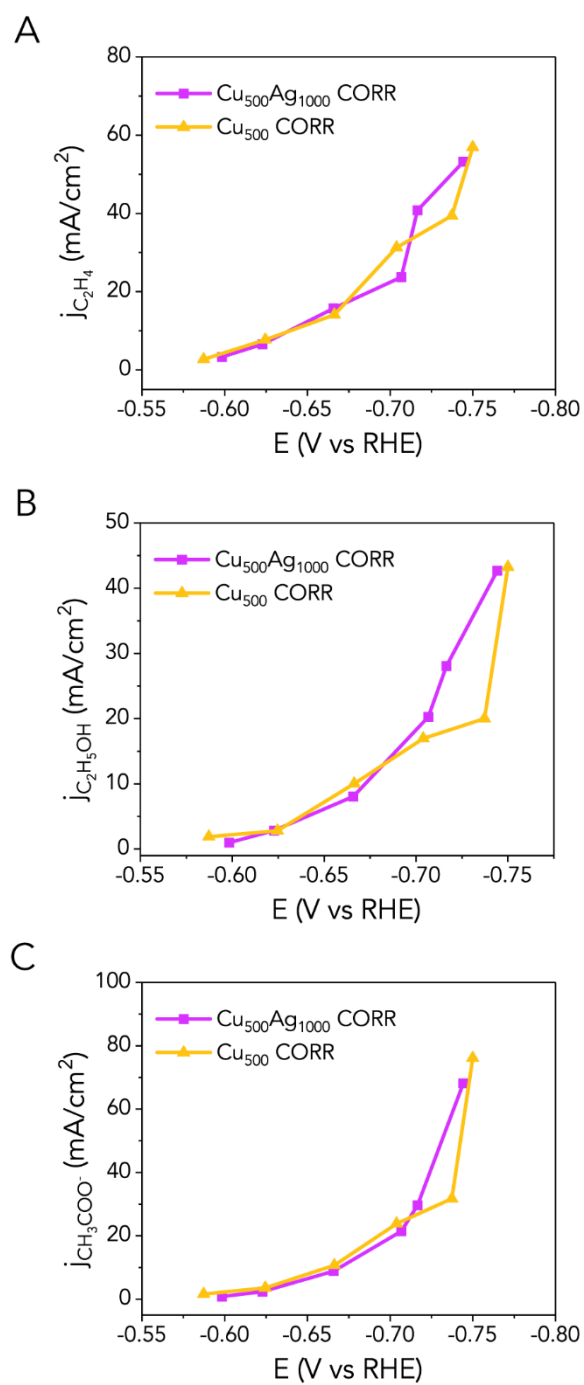 A
80
60
40
20
0
Cu₅₀₀Ag₁₀₀₀ CORR
Cu₅₀₀ CORR
j_C₂H₄ (mA/cm²)
-0.55 -0.60 -0.65 -0.70 -0.75 -0.80
E (V vs RHE)
B
50
40
30
20
10
0
Cu₅₀₀Ag₁₀₀₀ CORR
Cu₅₀₀ CORR
j_C₂H₅OH (mA/cm²)
-0.55 -0.60 -0.65 -0.70 -0.75
E (V vs RHE)
C
100
80
60
40
20
0
Cu₅₀₀Ag₁₀₀₀ CORR
Cu₅₀₀ CORR
j_CH₃COO⁻ (mA/cm²)
-0.55 -0.60 -0.65 -0.70 -0.75 -0.80
E (V vs RHE)